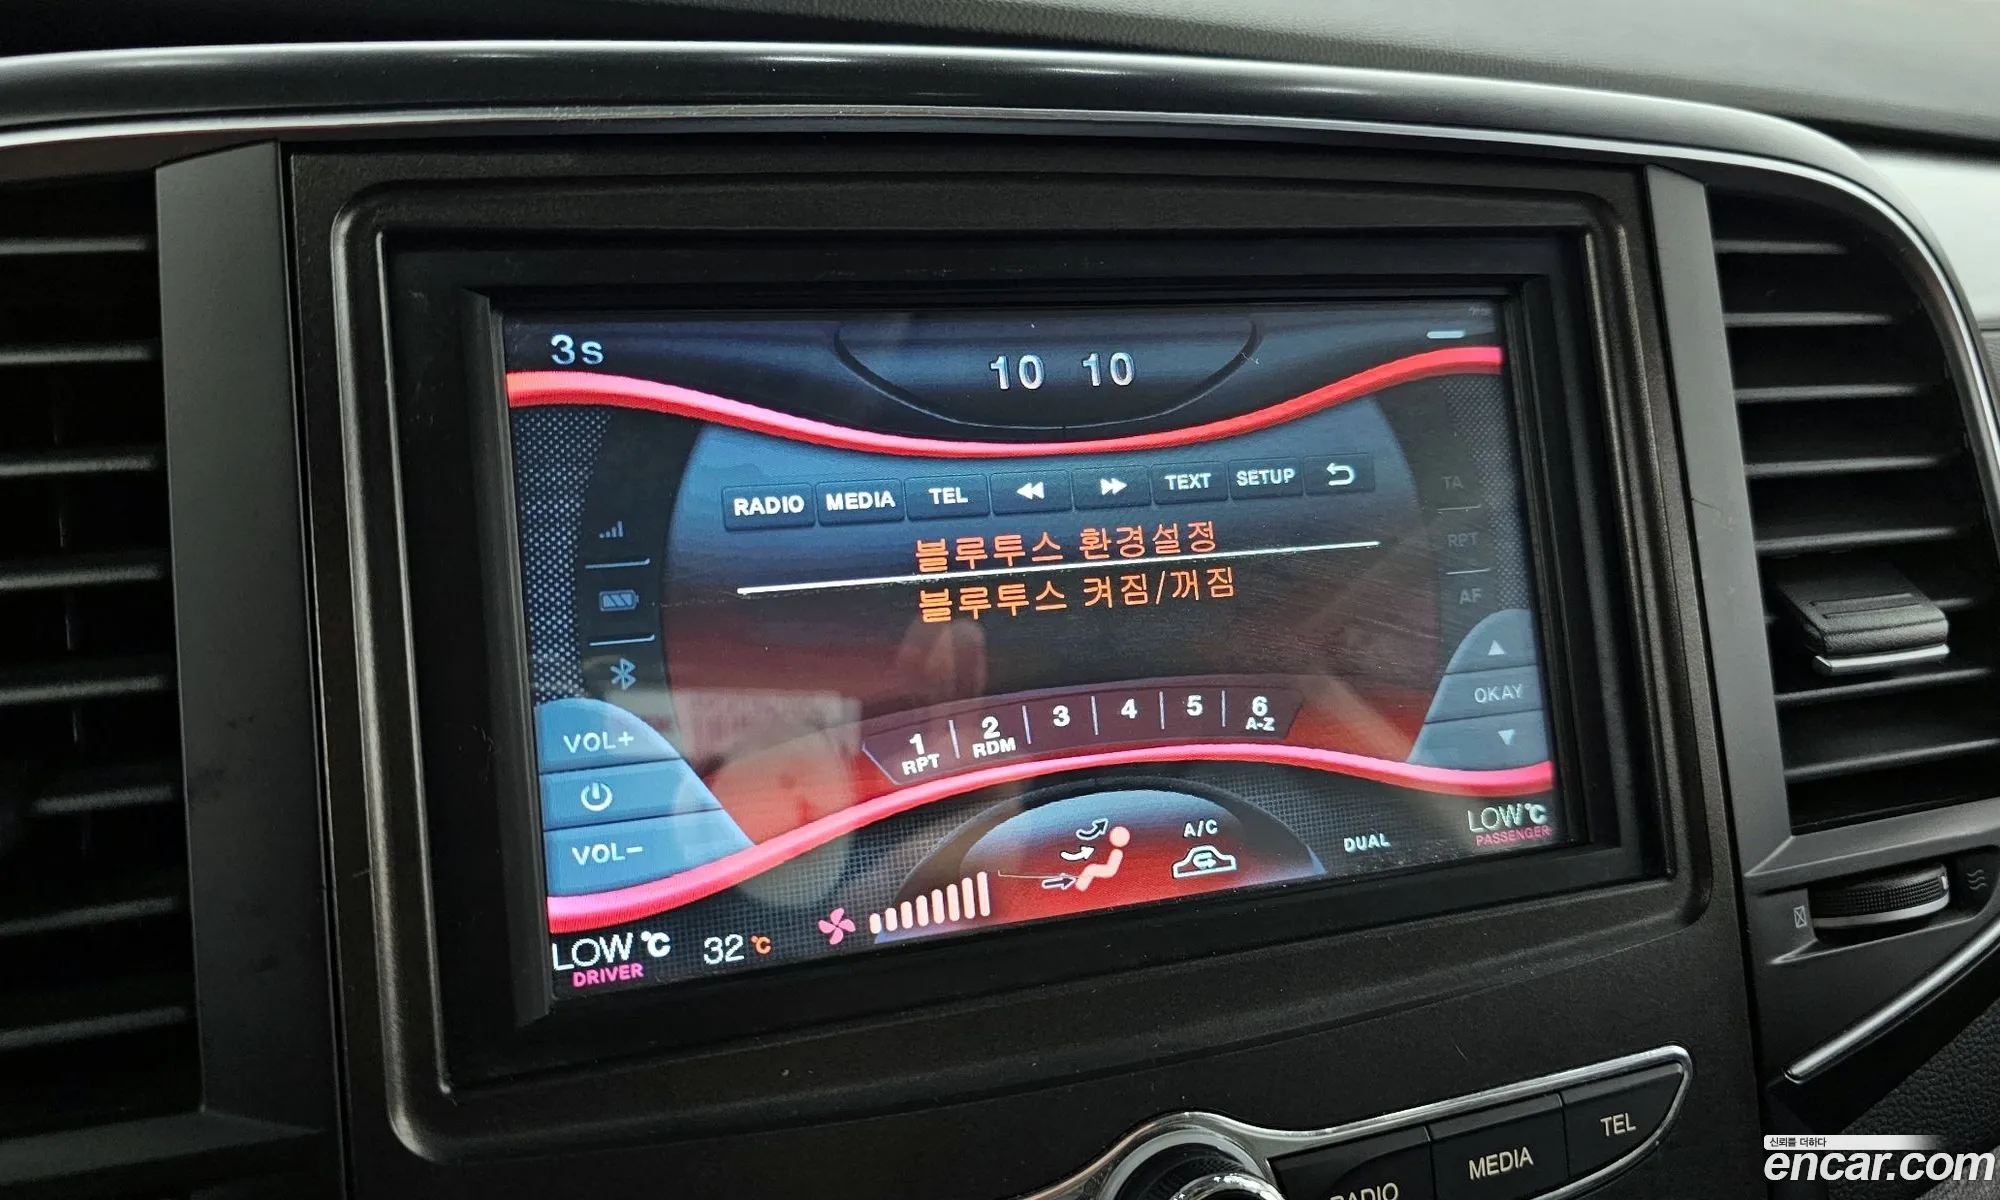 3s
10 10
RADIO MEDIA TEL TEXT SETUP
블루투스 환경설정
블루투스 켜짐/꺼짐
TA
RPT
AF
OKAY
VOL+
VOL-
1 2 3 4 5 6
RPT RDM A-Z
A/C
DUAL
LOW℃
PASSENGER
LOW℃
DRIVER
32℃
RADIO MEDIA TEL
신뢰를 더하다
encar.com